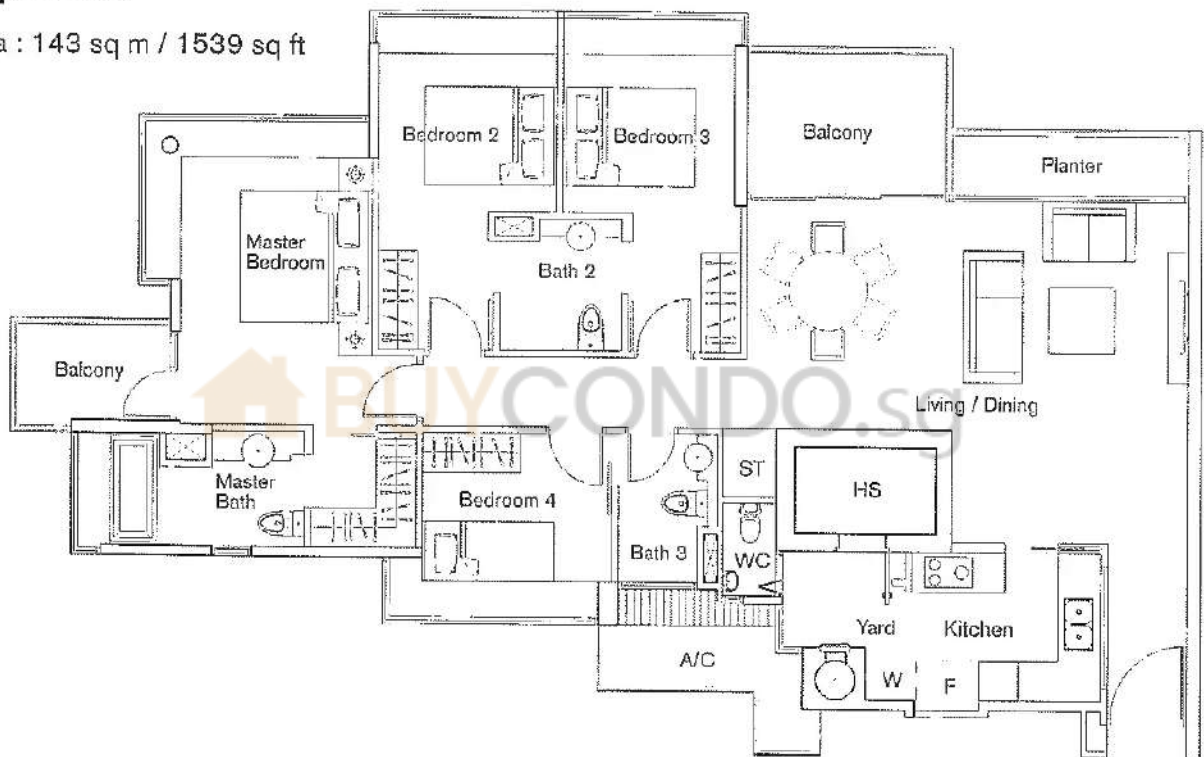 a : 143 sq m / 1539 sq ft
Bedroom 2
Bedroom 3
Balcony
Planter
Master
Bedroom
Bath 2
Balcony
BUYCONDO.sg
Living / Dining
Master
Bath
Bedroom 4
ST
HS
Bath 3
WC
Yard
Kitchen
A/C
W
F